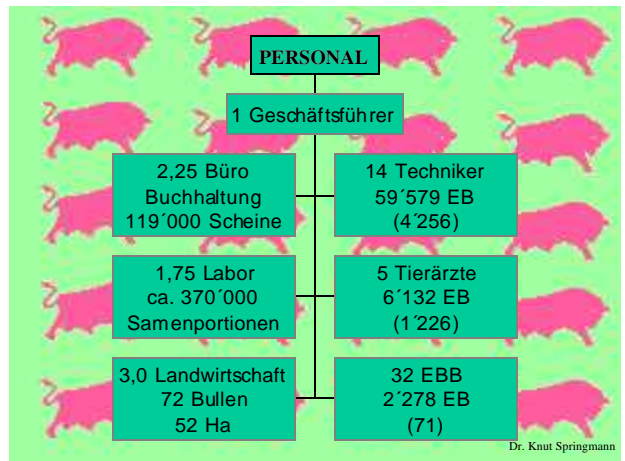 PERSONAL
1 Geschäftsführer
2,25 Büro
Buchhaltung
119´000 Scheine
14 Techniker
59´579 EB
(4´256)
1,75 Labor
ca. 370´000
Samenportionen
5 Tierärzte
6´132 EB
(1´226)
3,0 Landwirtschaft
72 Bullen
52 Ha
32 EBB
2´278 EB
(71)
Dr. Knut Springmann